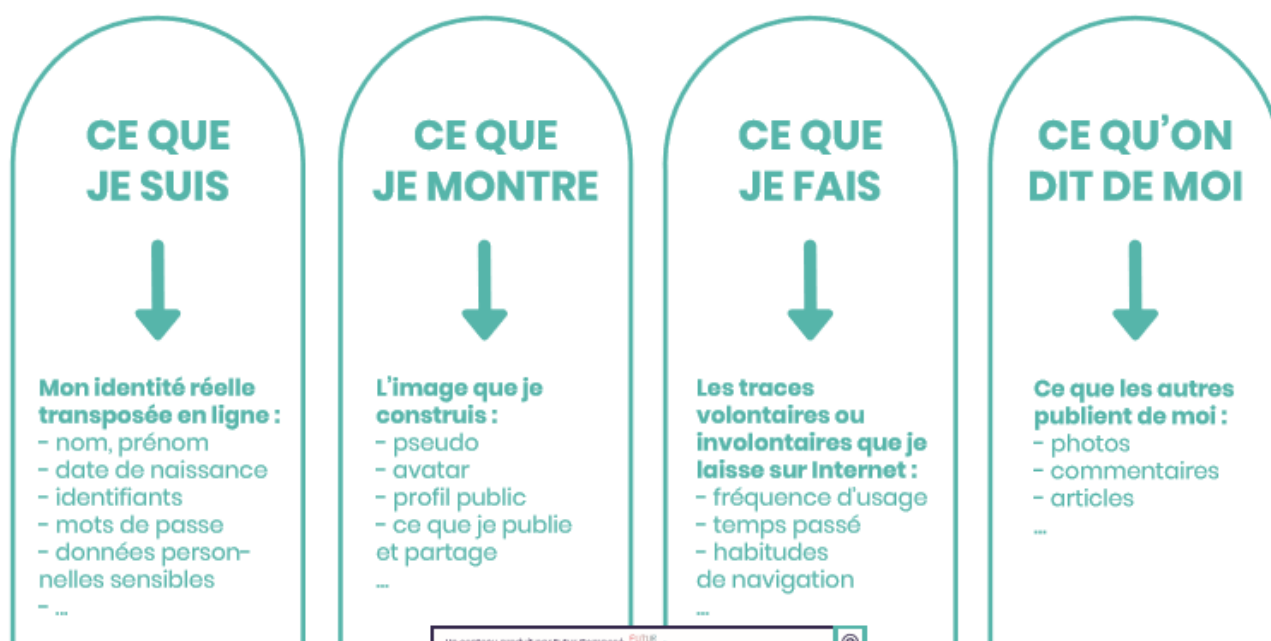 CE QUE
JE SUIS
Mon identité réelle
transposée en ligne :
- nom, prénom
- date de naissance
- identifiants
- mots de passe
- données person-
nelles sensibles
- ...
CE QUE
JE MONTRE
L'image que je
construis :
- pseudo
- avatar
- profil public
- ce que je publie
et partage
...
CE QUE
JE FAIS
Les traces
volontaires ou
involontaires que je
laisse sur Internet :
- fréquence d'usage
- temps passé
- habitudes
de navigation
...
CE QU'ON
DIT DE MOI
Ce que les autres
publient de moi :
- photos
- commentaires
- articles
...